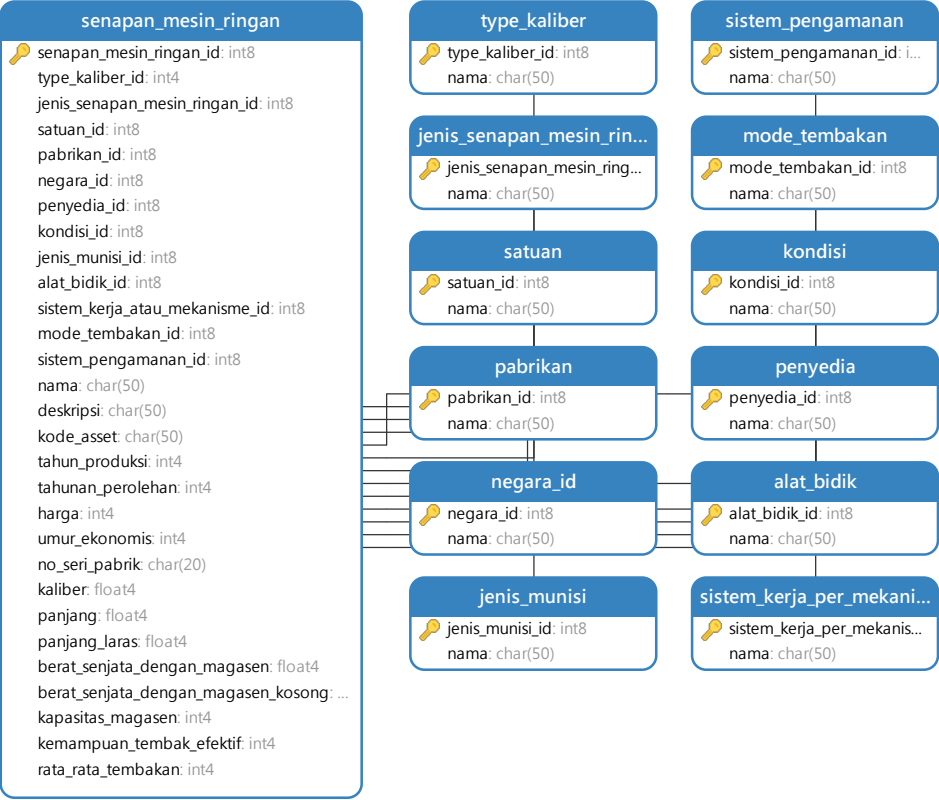 senapan_mesin_ringan
senapan_mesin_ringan_id: int8
type_kaliber_id: int4
jenis_senapan_mesin_ringan_id: int8
satuan_id: int8
pabrikan_id: int8
negara_id: int8
penyedia_id: int8
kondisi_id: int8
jenis_munisi_id: int8
alat_bidik_id: int8
sistem_kerja_atau_mekanisme_id: int8
mode_tembakan_id: int8
sistem_pengamanan_id: int8
nama: char(50)
deskripsi: char(50)
kode_asset: char(50)
tahun_produksi: int4
tahunan_perolehan: int4
harga: int4
umur_ekonomis: int4
no_seri_pabrik: char(20)
kaliber: float4
panjang: float4
panjang_laras: float4
berat_senjata_dengan_magasen: float4
berat_senjata_dengan_magasen_kosong: ...
kapasitas_magasen: int4
kemampuan_tembak_efektif: int4
rata_rata_tembakan: int4
type_kaliber
type_kaliber_id: int8
nama: char(50)
jenis_senapan_mesin_rin...
jenis_senapan_mesin_ring...
nama: char(50)
satuan
satuan_id: int8
nama: char(50)
pabrikan
pabrikan_id: int8
nama: char(50)
negara_id
negara_id: int8
nama: char(50)
jenis_munisi
jenis_munisi_id: int8
nama: char(50)
sistem_pengamanan
sistem_pengamanan_id: i...
nama: char(50)
mode_tembakan
mode_tembakan_id: int8
nama: char(50)
kondisi
kondisi_id: int8
nama: char(50)
penyedia
penyedia_id: int8
nama: char(50)
alat_bidik
alat_bidik_id: int8
nama: char(50)
sistem_kerja_per_mekani...
sistem_kerja_per_mekanis...
nama: char(50)